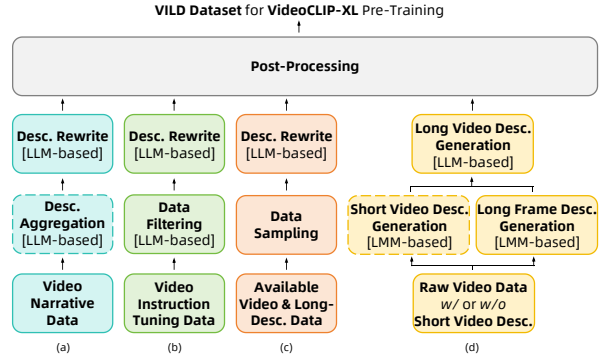 VILD Dataset for VideoCLIP-XL Pre-Training
Post-Processing
Desc. Rewrite
[LLM-based]
Desc. Rewrite
[LLM-based]
Desc. Rewrite
[LLM-based]
Long Video Desc.
Generation
[LLM-based]
Desc.
Aggregation
[LLM-based]
Data
Filtering
[LLM-based]
Data
Sampling
Short Video Desc.
Generation
[LMM-based]
Long Frame Desc.
Generation
[LMM-based]
Video
Narrative
Data
Video
Instruction
Tuning Data
Available
Video & Long-
Desc. Data
Raw Video Data
w/ or w/o
Short Video Desc.
(a)
(b)
(c)
(d)